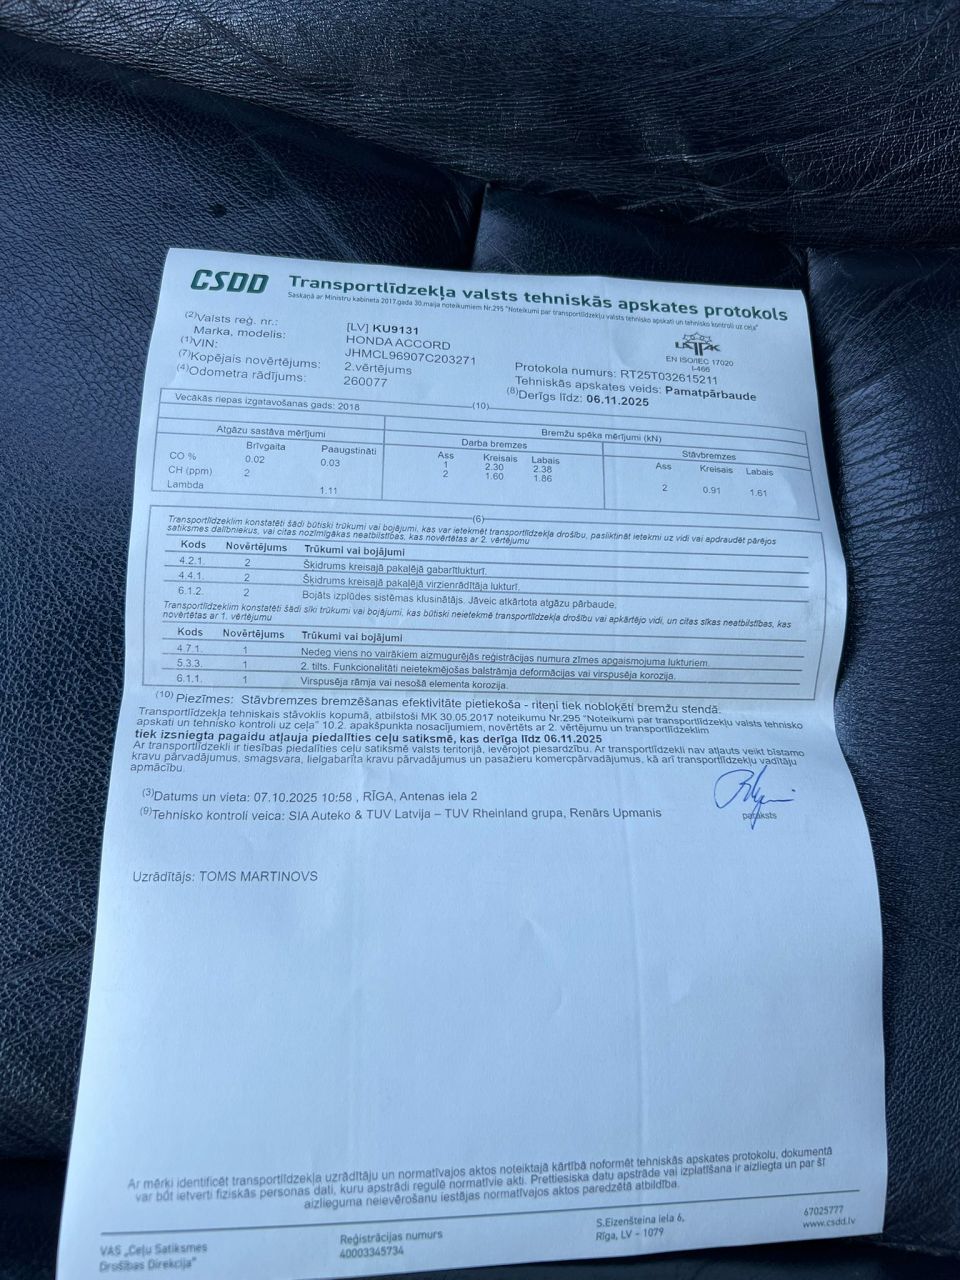 CSDD
Transportlīdzekļa valsts tehniskās apskates protokols
Saskaņā ar Ministru kabineta 2017.gada 30.maija noteikumiem Nr.295 "Noteikumi par transportlīdzekļu valsts tehnisko apskati un tehnisko kontroli uz ceļa"
(2)Valsts reģ. nr.: [LV] KU9131
Marka, modelis: HONDA ACCORD
(1)VIN: JHMCL96907C203271
(7)Kopējais novērtējums: 2.vērtējums
(4)Odometra rādījums: 260077
LATAK
EN ISO/IEC 17020
I-466
Protokola numurs: RT25T032615211
Tehniskās apskates veids: Pamatpārbaude
(8)Derīgs līdz: 06.11.2025
Vecākās riepas izgatavošanas gads: 2018
(10)
Atgāzu sastāva mērījumi
Bremžu spēka mērījumi (kN)
Brīvgaita Paaugstināti
Darba bremzes
Stāvbremzes
CO % 0.02 0.03
CH (ppm) 2
Lambda 1.11
Ass Kreisais Labais
1 2.30 2.38
2 1.60 1.86
Ass Kreisais Labais
2 0.91 1.61
(6)
Transportlīdzeklim konstatēti šādi būtiski trūkumi vai bojājumi, kas var ietekmēt transportlīdzekļa drošību, pasliktināt ietekmi uz vidi vai apdraudēt pārējos
satiksmes dalībniekus, vai citas nozīmīgākas neatbilstības, kas novērtētas ar 2. vērtējumu
Kods Novērtējums Trūkumi vai bojājumi
4.2.1. 2 Šķidrums kreisajā pakaļējā gabarītlukturī.
4.4.1. 2 Šķidrums kreisajā pakaļējā virzienrādītāja lukturī.
6.1.2. 2 Bojāts izplūdes sistēmas klusinātājs. Jāveic atkārtota atgāzu pārbaude.
Transportlīdzeklim konstatēti šādi sīki trūkumi vai bojājumi, kas būtiski neietekmē transportlīdzekļa drošību vai apkārtējo vidi, un citas sīkas neatbilstības, kas
novērtētas ar 1. vērtējumu
Kods Novērtējums Trūkumi vai bojājumi
4.7.1. 1 Nedeg viens no vairākiem aizmugurējās reģistrācijas numura zīmes apgaismojuma lukturiem.
5.3.3. 1 2. tilts. Funkcionalitāti neietekmējošas balstrāmja deformācijas vai virspusēja korozija.
6.1.1. 1 Virspusēja rāmja vai nesošā elementa korozija.
(10) Piezīmes: Stāvbremzes bremzēšanas efektivitāte pietiekoša - riteņi tiek nobloķēti bremžu stendā.
Transportlīdzekļa tehniskais stāvoklis kopumā, atbilstoši MK 30.05.2017 noteikumu Nr.295 "Noteikumi par transportlīdzekļu valsts tehnisko
apskati un tehnisko kontroli uz ceļa" 10.2. apakšpunkta nosacījumiem, novērtēts ar 2. vērtējumu un transportlīdzeklim
tiek izsniegta pagaidu atļauja piedalīties ceļu satiksmē, kas derīga līdz 06.11.2025
Ar transportlīdzekli ir tiesības piedalīties ceļu satiksmē valsts teritorijā, ievērojot piesardzību. Ar transportlīdzekli nav atļauts veikt bīstamo
kravu pārvadājumus, smagsvara, lielgabarīta kravu pārvadājumus un pasažieru komercpārvadājumus, kā arī transportlīdzekļu vadītāju
apmācību.
(3)Datums un vieta: 07.10.2025 10:58 , RĪGA, Antenas iela 2
(9)Tehnisko kontroli veica: SIA Auteko & TUV Latvija – TUV Rheinland grupa, Renārs Upmanis
paraksts
Uzrādītājs: TOMS MARTINOVS
Ar mērķi identificēt transportlīdzekļa uzrādītāju un normatīvajos aktos noteiktajā kārtībā noformēt tehniskās apskates protokolu, dokumentā
var būt ietverti fiziskās personas dati, kuru apstrādi regulē normatīvie akti. Prettiesiska datu apstrāde vai izplatīšana ir aizliegta un par šī
aizlieguma neievērošanu iestājas normatīvajos aktos paredzētā atbildība.
VAS „Ceļu Satiksmes
Drošības Direkcija"
Reģistrācijas numurs
40003345734
S.Eizenšteina iela 6,
Rīga, LV - 1079
67025777
www.csdd.lv